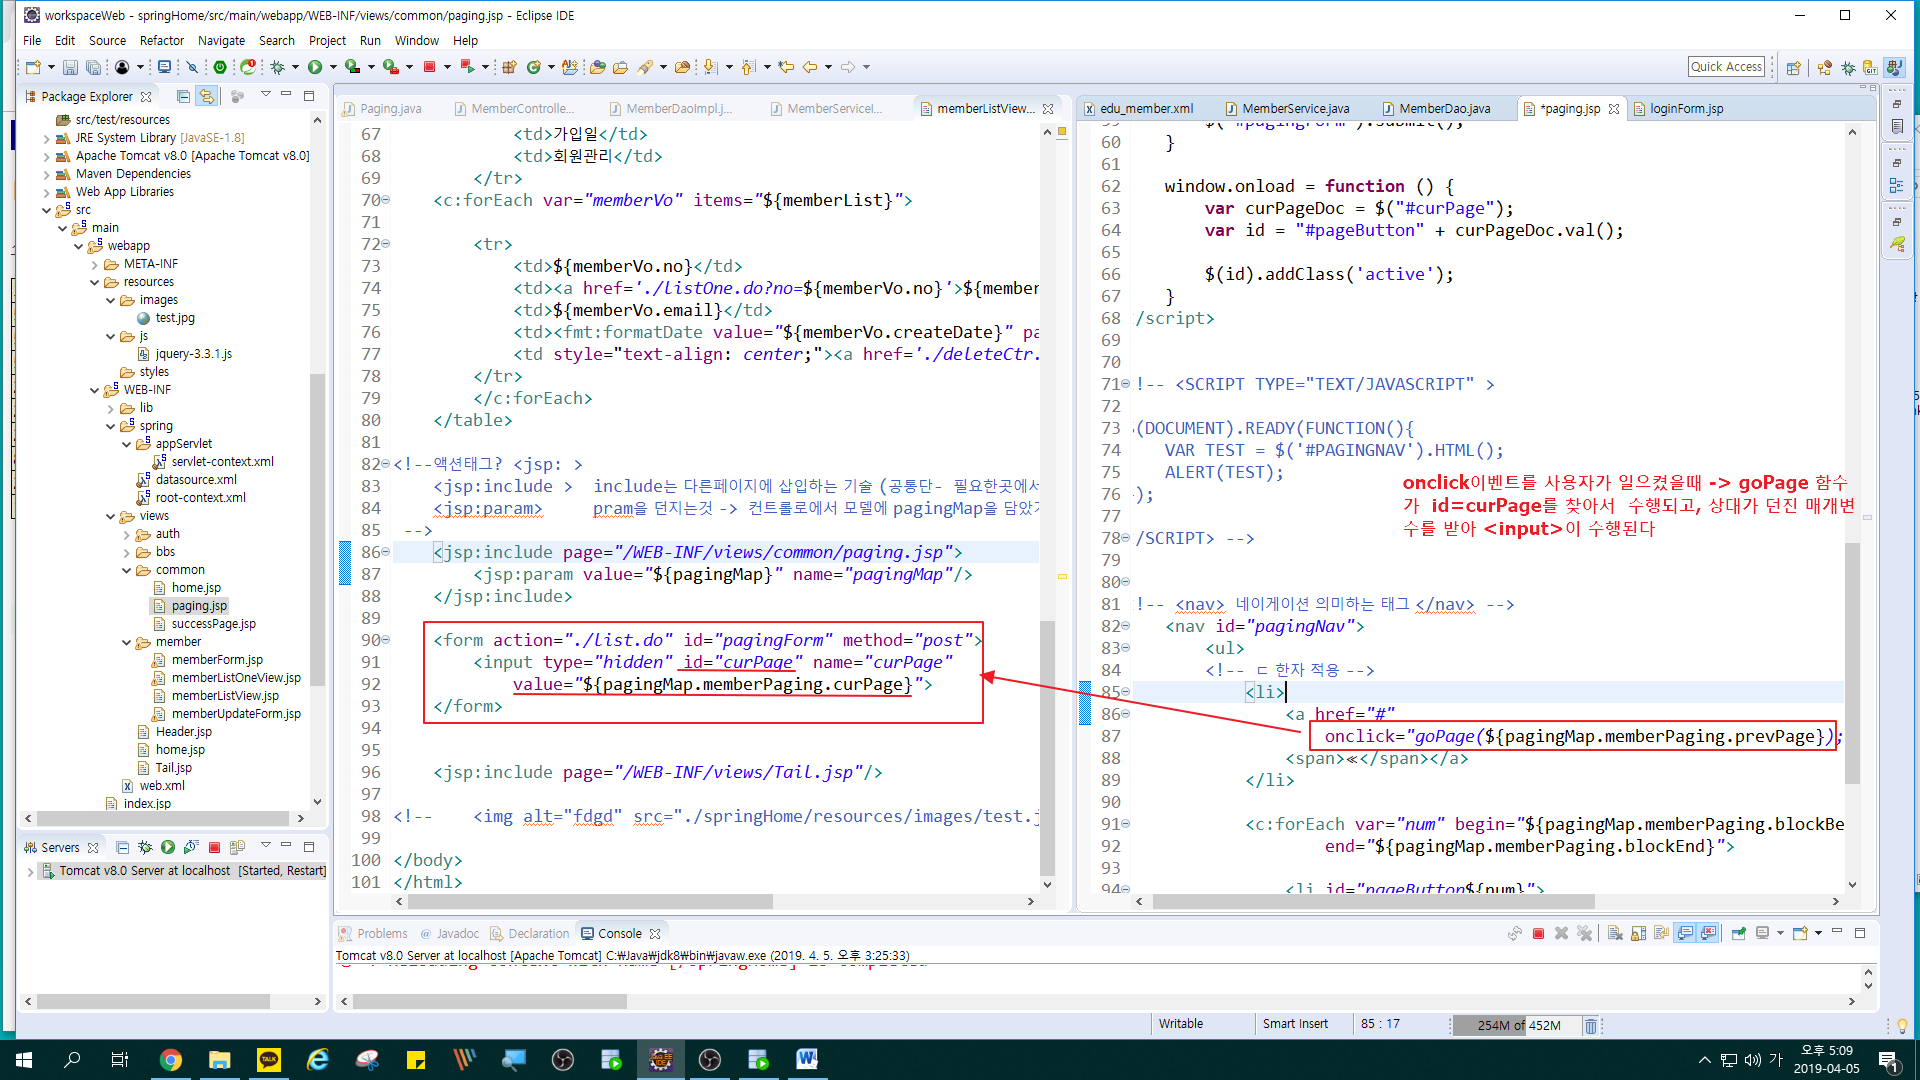 workspaceWeb - springHome/src/main/webapp/WEB-INF/views/common/paging.jsp - Eclipse IDE
File Edit Source Refactor Navigate Search Project Run Window Help
Quick Access
Package Explorer
src/test/resources
JRE System Library [JavaSE-1.8]
Apache Tomcat v8.0 [Apache Tomcat v8.0]
Maven Dependencies
Web App Libraries
src
main
webapp
META-INF
resources
images
test.jpg
js
jquery-3.3.1.js
styles
WEB-INF
lib
spring
appServlet
servlet-context.xml
datasource.xml
root-context.xml
views
auth
bbs
common
home.jsp
paging.jsp
successPage.jsp
member
memberForm.jsp
memberListOneView.jsp
memberListView.jsp
memberUpdateForm.jsp
Header.jsp
home.jsp
Tail.jsp
web.xml
index.jsp
Servers
Tomcat v8.0 Server at localhost [Started, Restart]
Paging.java MemberControlle... MemberDaoImpl.j... MemberServiceI... memberListView...
67 <td>가입일</td>
68 <td>회원관리</td>
69 </tr>
70 <c:forEach var="memberVo" items="${memberList}">
71
72 <tr>
73 <td>${memberVo.no}</td>
74 <td><a href='./listOne.do?no=${memberVo.no}'>${member
75 <td>${memberVo.email}</td>
76 <td><fmt:formatDate value="${memberVo.createDate}" pa
77 <td style="text-align: center;"><a href='./deleteCtr.
78 </tr>
79 </c:forEach>
80 </table>
81
82 <!--액션태그? <jsp: >
83 <jsp:include > include는 다른페이지에 삽입하는 기술 (공통단- 필요한곳에서
84 <jsp:param> pram을 던지는것 -> 컨트롤로에서 모델에 pagingMap을 담았기
85 -->
86 <jsp:include page="/WEB-INF/views/common/paging.jsp">
87 <jsp:param value="${pagingMap}" name="pagingMap"/>
88 </jsp:include>
89
90 <form action="./list.do" id="pagingForm" method="post">
91 <input type="hidden" id="curPage" name="curPage"
92 value="${pagingMap.memberPaging.curPage}">
93 </form>
94
95
96 <jsp:include page="/WEB-INF/views/Tail.jsp"/>
97
98 <!-- <img alt="fdgd" src="./springHome/resources/images/test.j
99
100 </body>
101 </html>
edu_member.xml MemberService.java MemberDao.java *paging.jsp loginForm.jsp
59 $("#pagingForm").submit();
60 }
61
62 window.onload = function () {
63 var curPageDoc = $("#curPage");
64 var id = "#pageButton" + curPageDoc.val();
65
66 $(id).addClass('active');
67 }
68 /script>
69
70
71 !-- <SCRIPT TYPE="TEXT/JAVASCRIPT" >
72
73 (DOCUMENT).READY(FUNCTION(){
74 VAR TEST = $('#PAGINGNAV').HTML();
75 ALERT(TEST);
76 );
77
78 /SCRIPT> -->
79
80
81 !-- <nav> 네이게이션 의미하는 태그 </nav> -->
82 <nav id="pagingNav">
83 <ul>
84 <!-- ㄷ 한자 적용 -->
85 <li>
86 <a href="#"
87 onclick="goPage(${pagingMap.memberPaging.prevPage});
88 <span>≪</span></a>
89 </li>
90
91 <c:forEach var="num" begin="${pagingMap.memberPaging.blockBe
92 end="${pagingMap.memberPaging.blockEnd}">
93
94 <li id="pageButton${num}">
onclick이벤트를 사용자가 일으켰을때 -> goPage 함수
가 id=curPage를 찾아서 수행되고, 상대가 던진 매개변
수를 받아 <input>이 수행된다
Problems Javadoc Declaration Console
Tomcat v8.0 Server at localhost [Apache Tomcat] C:₩Java₩jdk8₩bin₩javaw.exe (2019. 4. 5. 오후 3:25:33)
Writable Smart Insert 85 : 17 254M of 452M
TALK
가
오후 5:09
2019-04-05
1